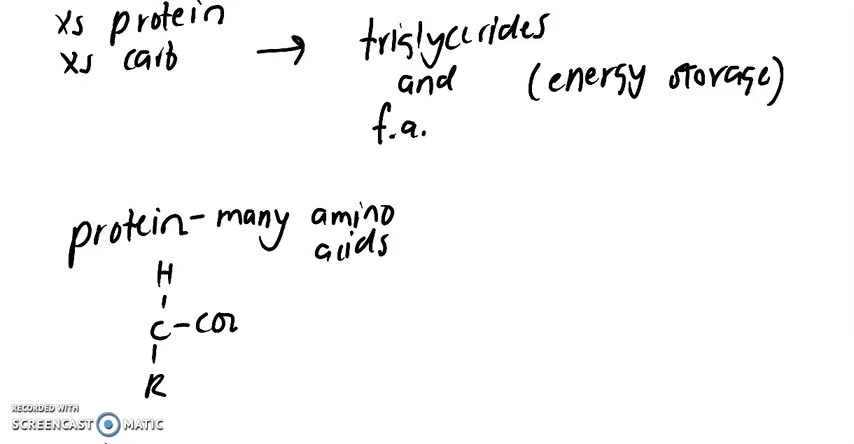 xs protein
xs carb → triglycerides
and (energy storage)
f.a.
protein - many amino
acids
H
C - CO2
R
RECORDED WITH
SCREENCAST MATIC